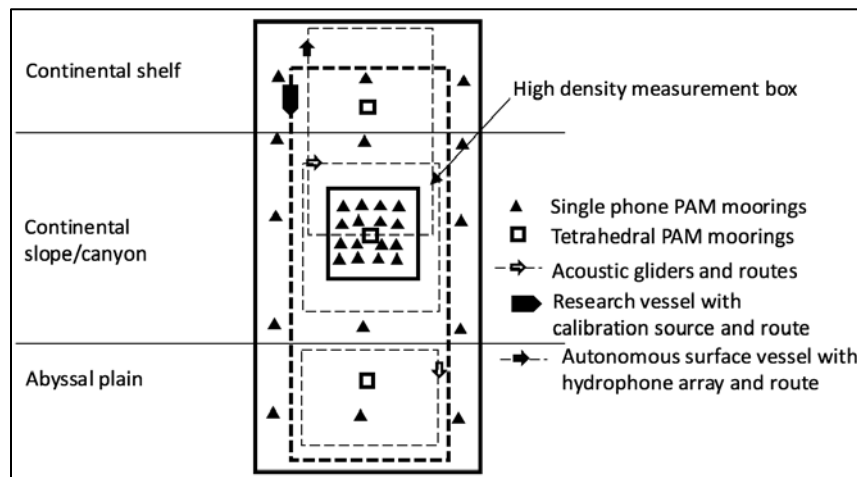 Continental shelf
High density measurement box
Continental
slope/canyon
Single phone PAM moorings
Tetrahedral PAM moorings
Acoustic gliders and routes
Research vessel with
calibration source and route
Autonomous surface vessel with
hydrophone array and route
Abyssal plain